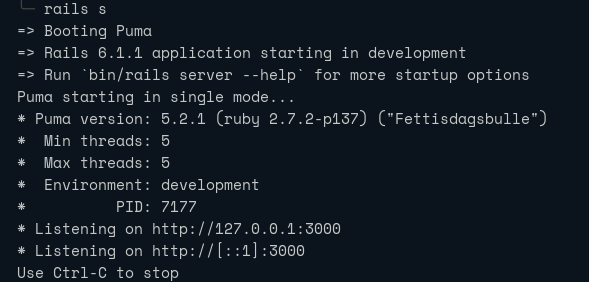 rails s
=> Booting Puma
=> Rails 6.1.1 application starting in development
=> Run `bin/rails server --help` for more startup options
Puma starting in single mode...
* Puma version: 5.2.1 (ruby 2.7.2-p137) ("Fettisdagsbulle")
*  Min threads: 5
*  Max threads: 5
*  Environment: development
*          PID: 7177
* Listening on http://127.0.0.1:3000
* Listening on http://[::1]:3000
Use Ctrl-C to stop